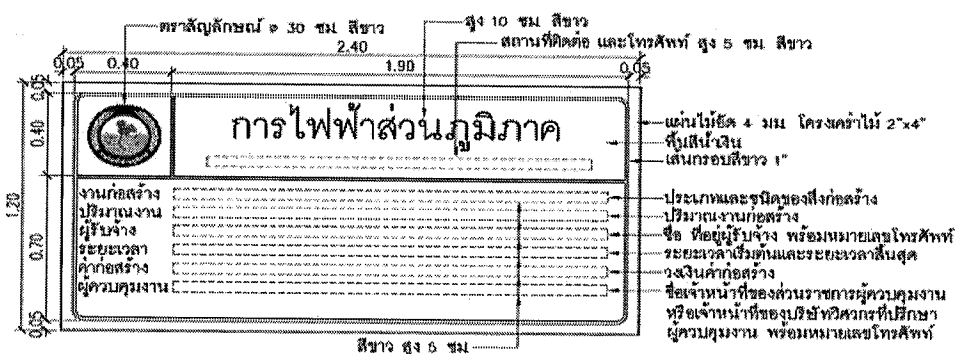 ตราสัญลักษณ์ ๑ 30 ซม. สีขาว
สูง 10 ซม. สีขาว
สถานที่ติดต่อ และโทรศัพท์ สูง 5 ซม. สีขาว
2.40
0.05 0.40 1.90 0.05
0.05
0.40
1.20
0.70
0.05
การไฟฟ้าส่วนภูมิภาค
แผ่นไม้อัด 4 มม. โครงเคร่าไม้ 2"x4"
พื้นสีน้ำเงิน
เส้นกรอบสีขาว 1"
งานก่อสร้าง
ปริมาณงาน
ผู้รับจ้าง
ระยะเวลา
ค่าก่อสร้าง
ผู้ควบคุมงาน
ประเภทและชนิดของสิ่งก่อสร้าง
ปริมาณงานก่อสร้าง
ชื่อ ที่อยู่ผู้รับจ้าง พร้อมหมายเลขโทรศัพท์
ระยะเวลาเริ่มต้นและระยะเวลาสิ้นสุด
วงเงินค่าก่อสร้าง
ชื่อเจ้าหน้าที่ของส่วนราชการผู้ควบคุมงาน
หรือเจ้าหน้าที่ของบริษัทวิศวกรที่ปรึกษา
ผู้ควบคุมงาน พร้อมหมายเลขโทรศัพท์
สีขาว สูง 5 ซม.